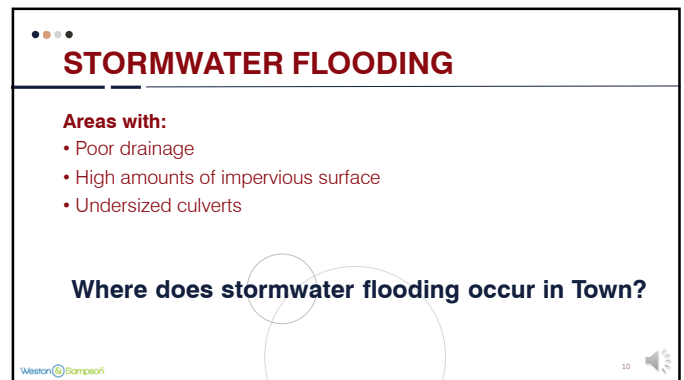 STORMWATER FLOODING
Areas with:
• Poor drainage
• High amounts of impervious surface
• Undersized culverts
Where does stormwater flooding occur in Town?
Weston & Sampson
10